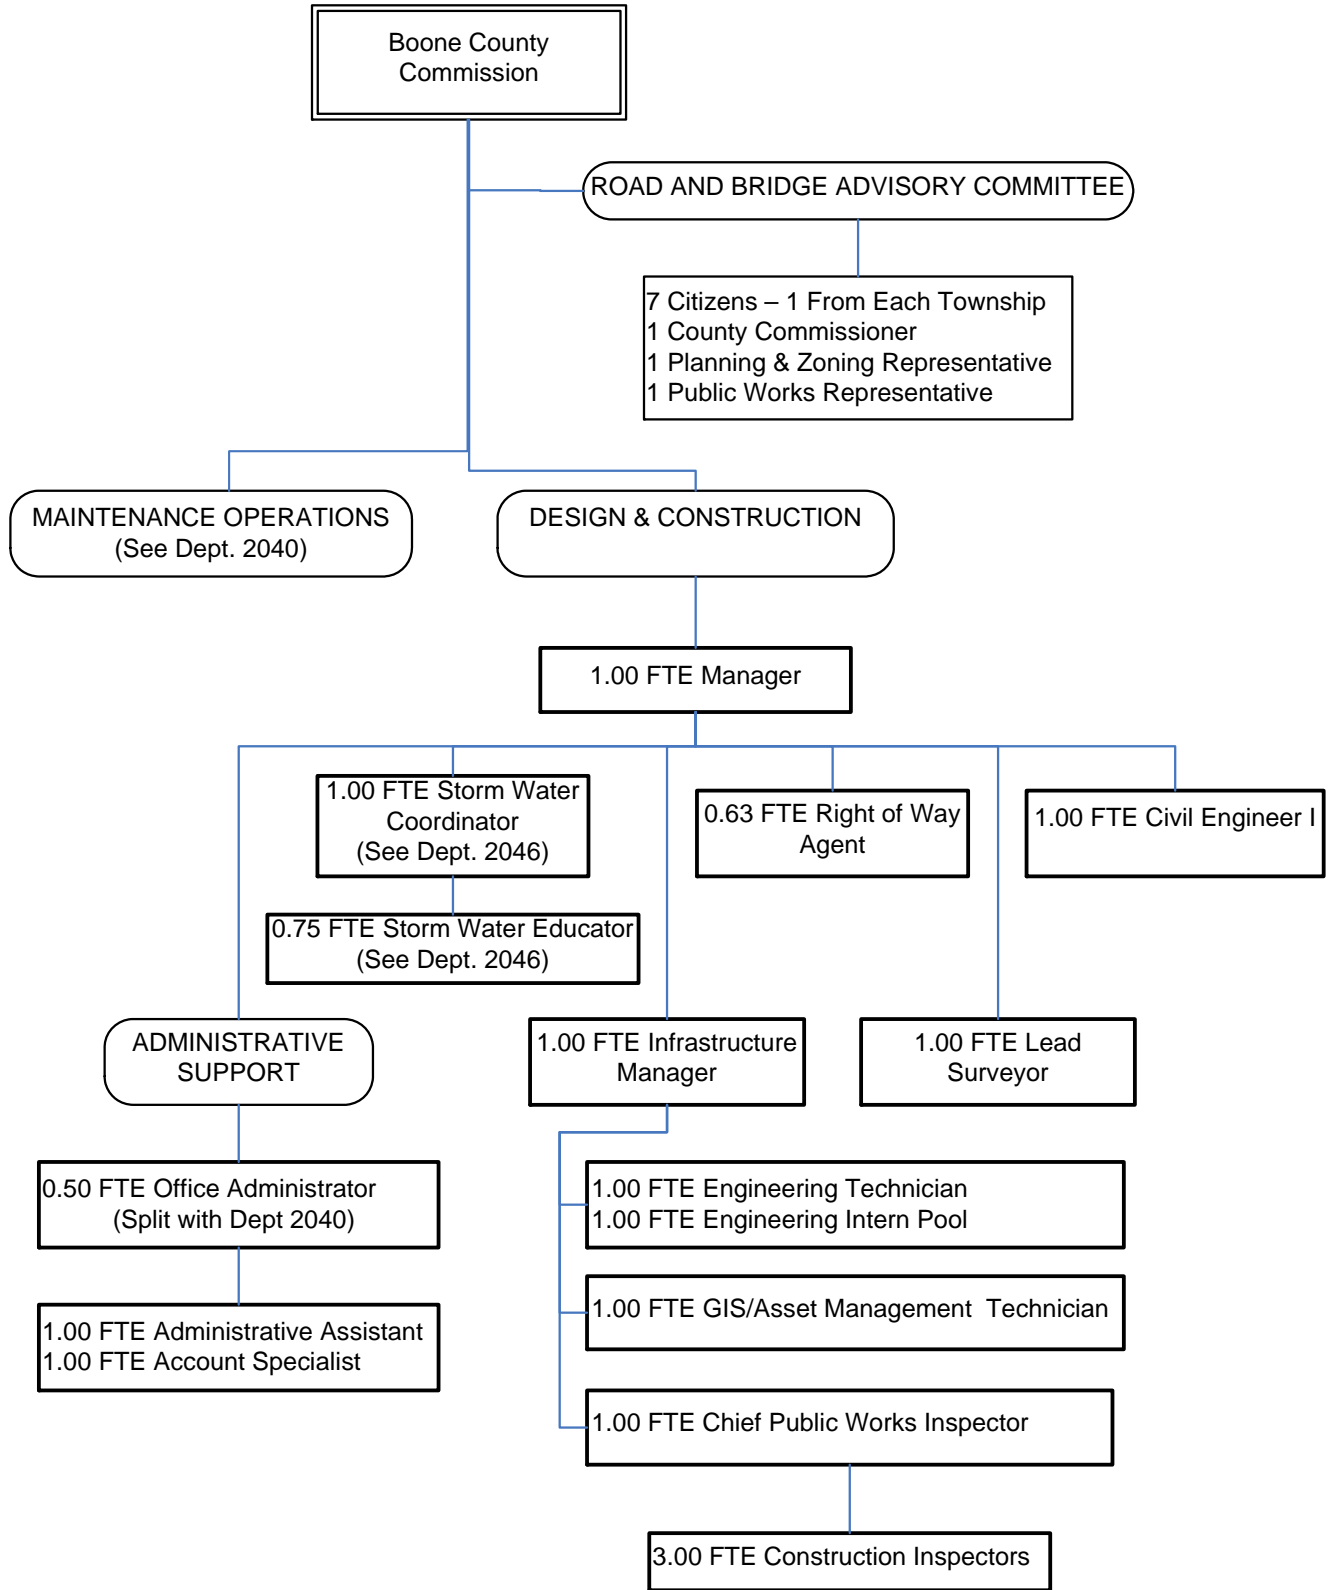 Boone County
Commission
ROAD AND BRIDGE ADVISORY COMMITTEE
7 Citizens – 1 From Each Township
1 County Commissioner
1 Planning & Zoning Representative
1 Public Works Representative
MAINTENANCE OPERATIONS
(See Dept. 2040)
DESIGN & CONSTRUCTION
1.00 FTE Manager
1.00 FTE Storm Water
Coordinator
(See Dept. 2046)
0.63 FTE Right of Way
Agent
1.00 FTE Civil Engineer I
0.75 FTE Storm Water Educator
(See Dept. 2046)
ADMINISTRATIVE
SUPPORT
1.00 FTE Infrastructure
Manager
1.00 FTE Lead
Surveyor
0.50 FTE Office Administrator
(Split with Dept 2040)
1.00 FTE Engineering Technician
1.00 FTE Engineering Intern Pool
1.00 FTE Administrative Assistant
1.00 FTE Account Specialist
1.00 FTE GIS/Asset Management  Technician
1.00 FTE Chief Public Works Inspector
3.00 FTE Construction Inspectors